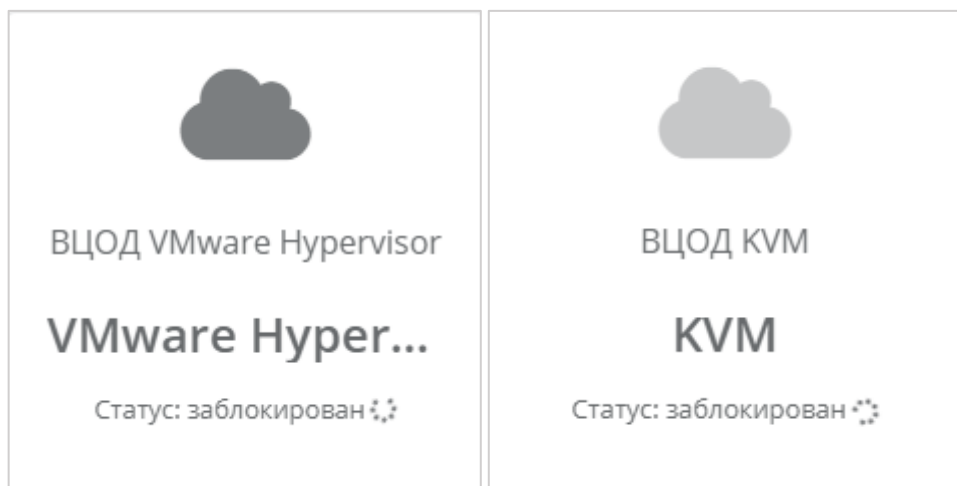 ВЦОД VMware Hypervisor
VMware Hyper...
Статус: заблокирован
ВЦОД KVM
KVM
Статус: заблокирован